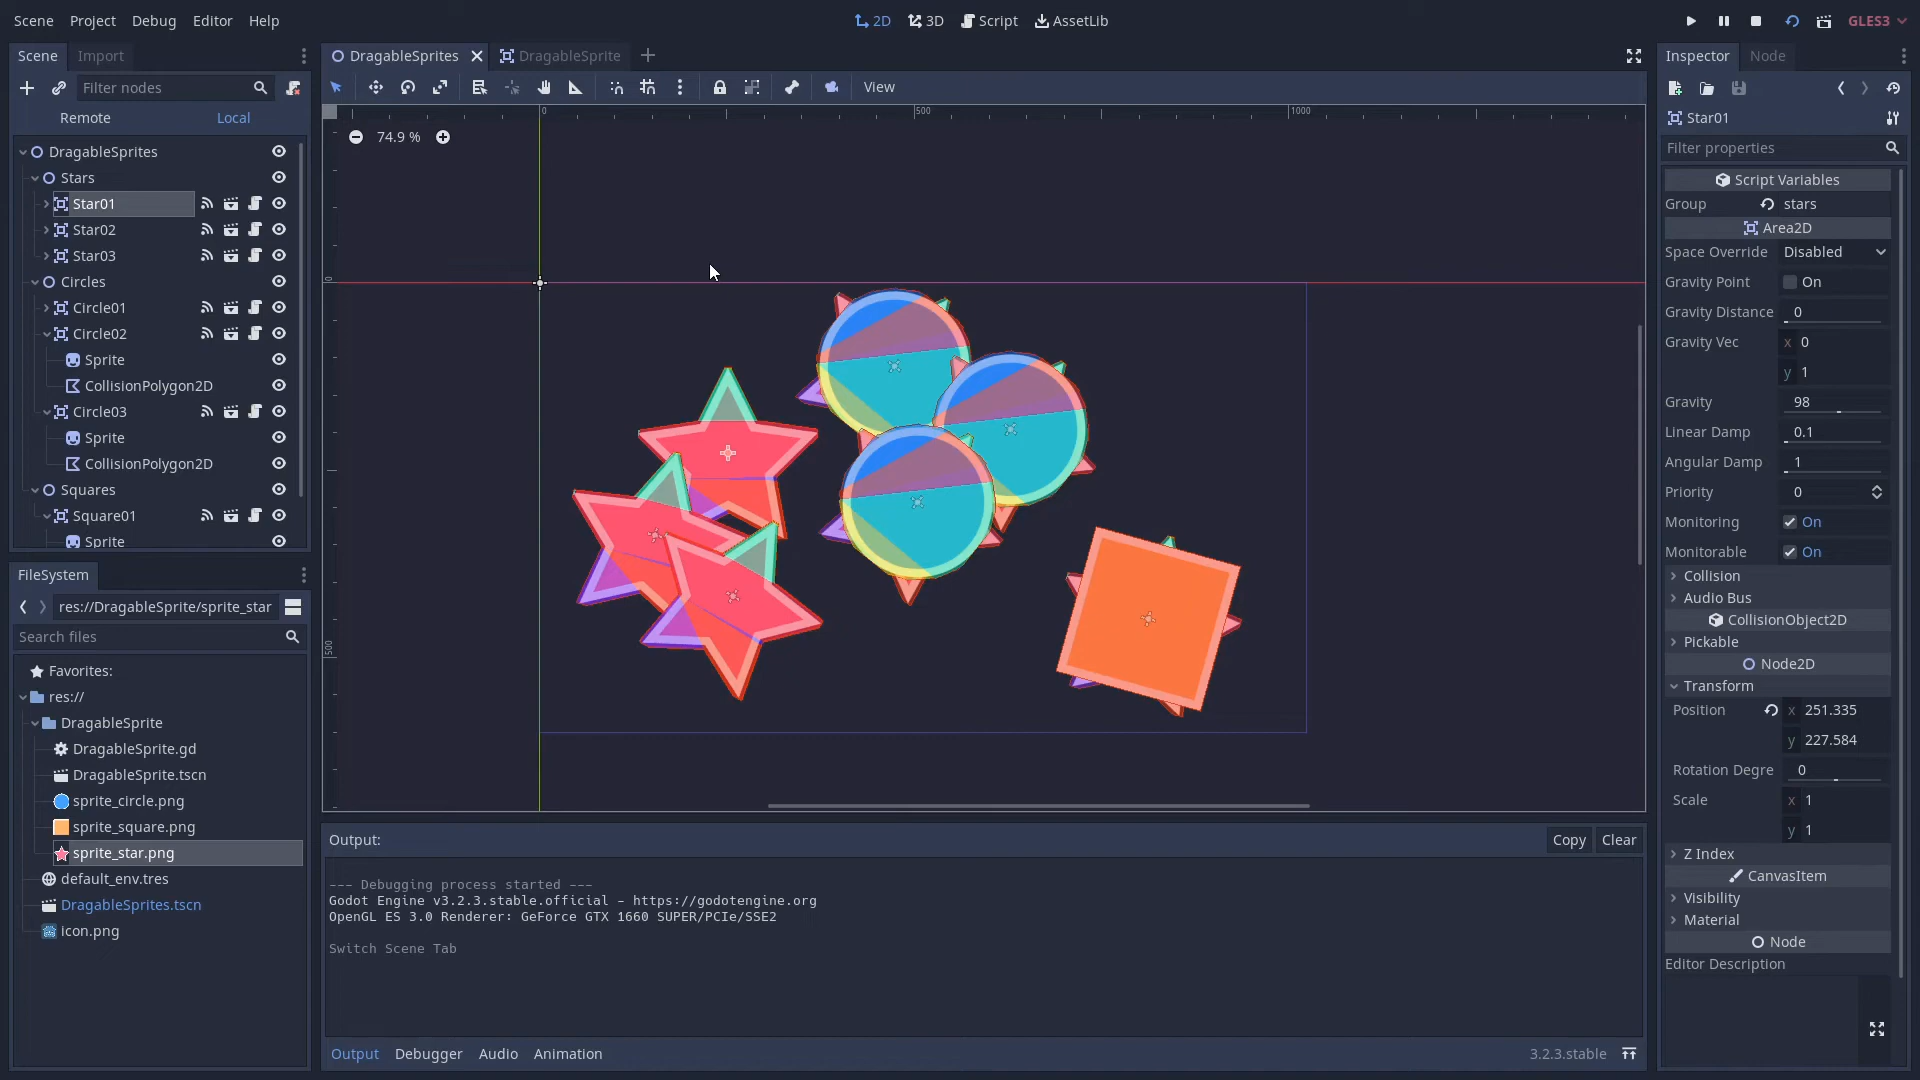 Scene Project Debug Editor Help
2D 3D Script AssetLib
GLES3
Scene Import
DragableSprites DragableSprite
Inspector Node
Filter nodes
View
Remote Local
Star01
74.9 %
0 500 1000
0
500
Filter properties
DragableSprites
Stars
Star01
Star02
Star03
Circles
Circle01
Circle02
Sprite
CollisionPolygon2D
Circle03
Sprite
CollisionPolygon2D
Squares
Square01
Sprite
FileSystem
res://DragableSprite/sprite_star
Search files
Favorites:
res://
DragableSprite
DragableSprite.gd
DragableSprite.tscn
sprite_circle.png
sprite_square.png
sprite_star.png
default_env.tres
DragableSprites.tscn
icon.png
Output: Copy Clear
--- Debugging process started ---
Godot Engine v3.2.3.stable.official - https://godotengine.org
OpenGL ES 3.0 Renderer: GeForce GTX 1660 SUPER/PCIe/SSE2
Switch Scene Tab
Output Debugger Audio Animation 3.2.3.stable
Script Variables
Group stars
Area2D
Space Override Disabled
Gravity Point On
Gravity Distance 0
Gravity Vec x 0
y 1
Gravity 98
Linear Damp 0.1
Angular Damp 1
Priority 0
Monitoring On
Monitorable On
Collision
Audio Bus
CollisionObject2D
Pickable
Node2D
Transform
Position x 251.335
y 227.584
Rotation Degre 0
Scale x 1
y 1
Z Index
CanvasItem
Visibility
Material
Node
Editor Description